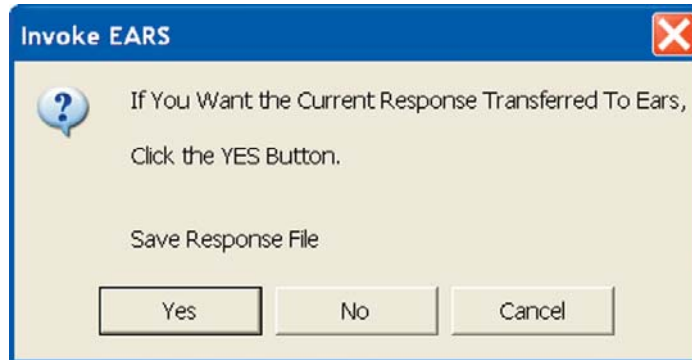 Invoke EARS
If You Want the Current Response Transferred To Ears,
Click the YES Button.
Save Response File
Yes No Cancel